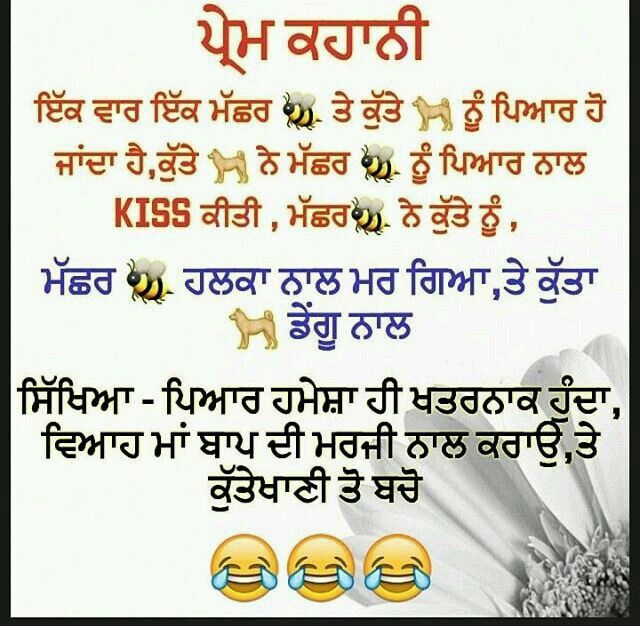 ਪ੍ਰੇਮ ਕਹਾਨੀ
ਇੱਕ ਵਾਰ ਇੱਕ ਮੱਛਰ 🐝 ਤੇ ਕੁੱਤੇ 🐕 ਨੂੰ ਪਿਆਰ ਹੋ
ਜਾਂਦਾ ਹੈ,ਕੁੱਤੇ 🐕 ਨੇ ਮੱਛਰ 🐝 ਨੂੰ ਪਿਆਰ ਨਾਲ
KISS ਕੀਤੀ , ਮੱਛਰ🐝 ਨੇ ਕੁੱਤੇ ਨੂੰ ,
ਮੱਛਰ 🐝 ਹਲਕਾ ਨਾਲ ਮਰ ਗਿਆ,ਤੇ ਕੁੱਤਾ
🐕 ਡੇਂਗੂ ਨਾਲ
ਸਿੱਖਿਆ - ਪਿਆਰ ਹਮੇਸ਼ਾ ਹੀ ਖਤਰਨਾਕ ਹੁੰਦਾ,
ਵਿਆਹ ਮਾਂ ਬਾਪ ਦੀ ਮਰਜੀ ਨਾਲ ਕਰਾਉ,ਤੇ
ਕੁੱਤੇਖਾਣੀ ਤੋ ਬਚੋ
😂😂😂